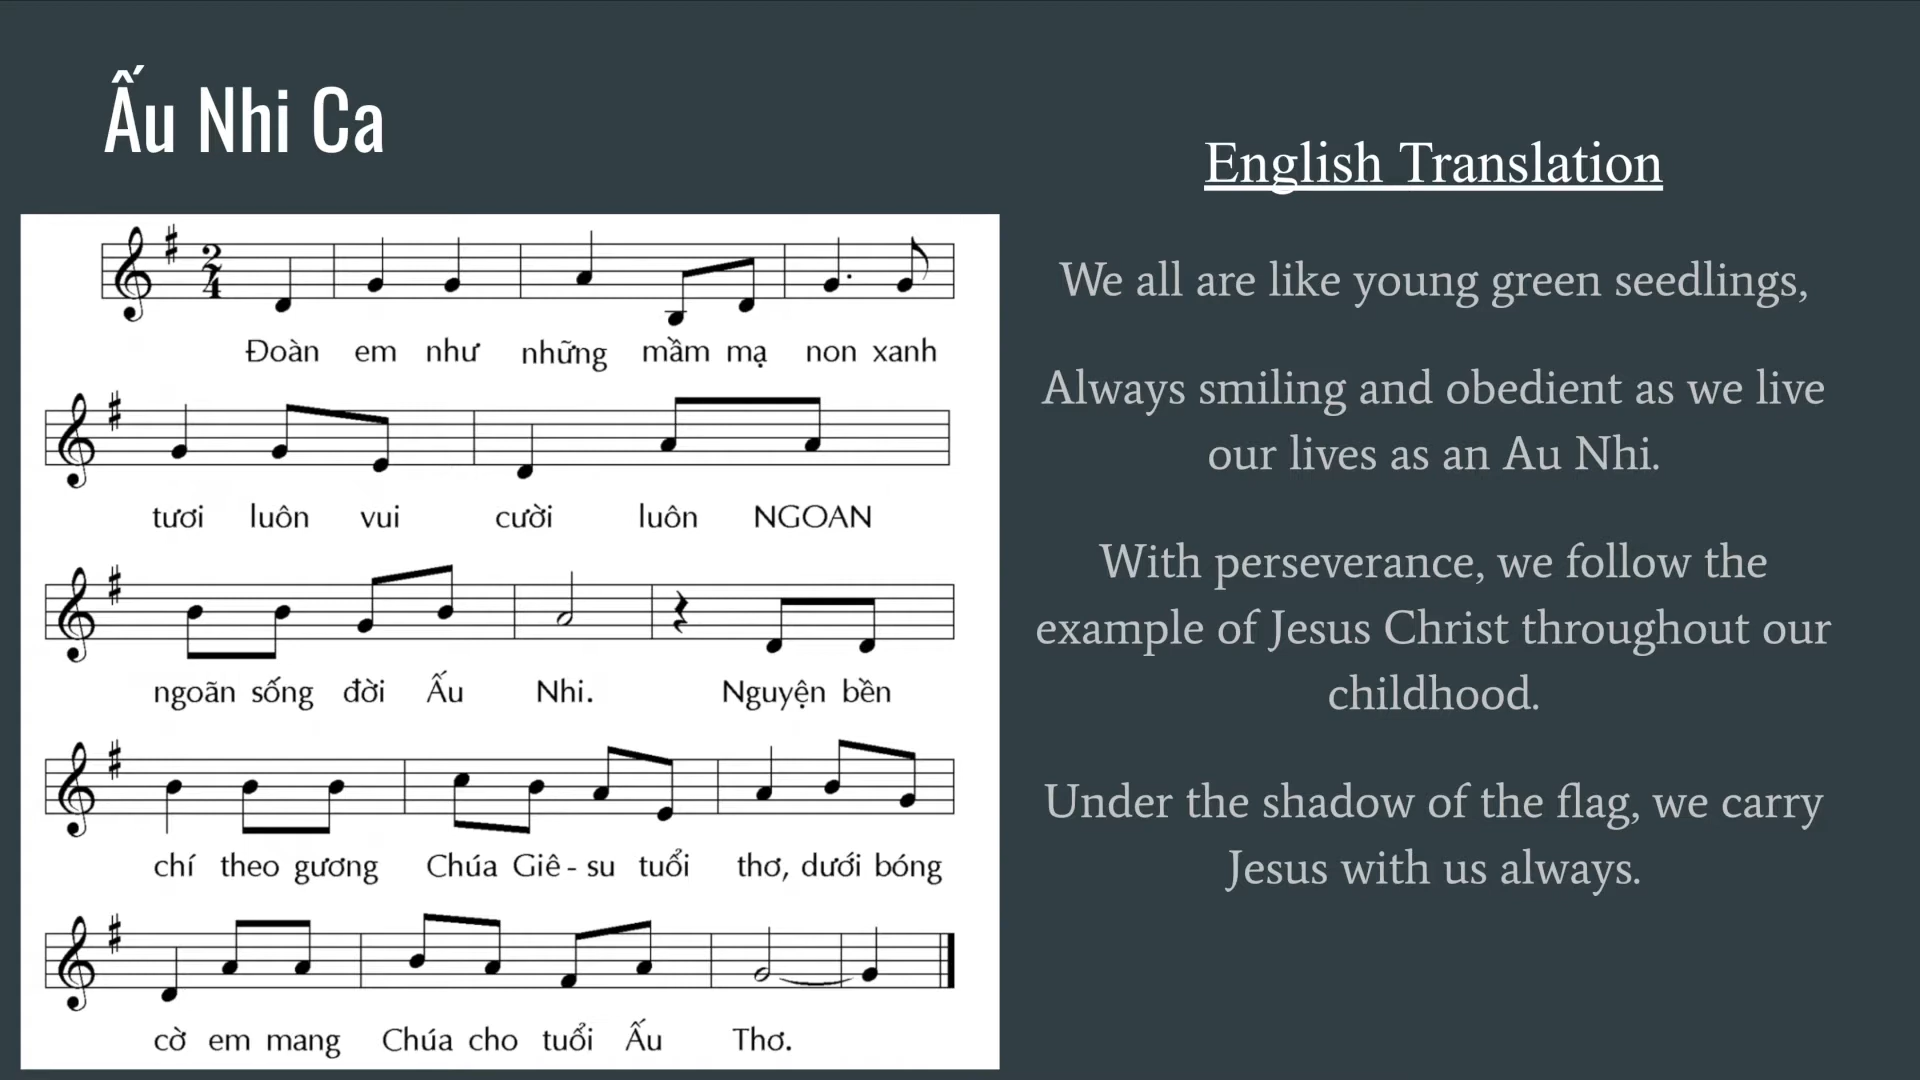 Ấu Nhi Ca
2
4
Đoàn em như những mầm mạ non xanh
tươi luôn vui cười luôn NGOAN
ngoãn sống đời Ấu Nhi. Nguyện bền
chí theo gương Chúa Giê - su tuổi thơ, dưới bóng
cờ em mang Chúa cho tuổi Ấu Thơ.
English Translation
We all are like young green seedlings,
Always smiling and obedient as we live
our lives as an Au Nhi.
With perseverance, we follow the
example of Jesus Christ throughout our
childhood.
Under the shadow of the flag, we carry
Jesus with us always.